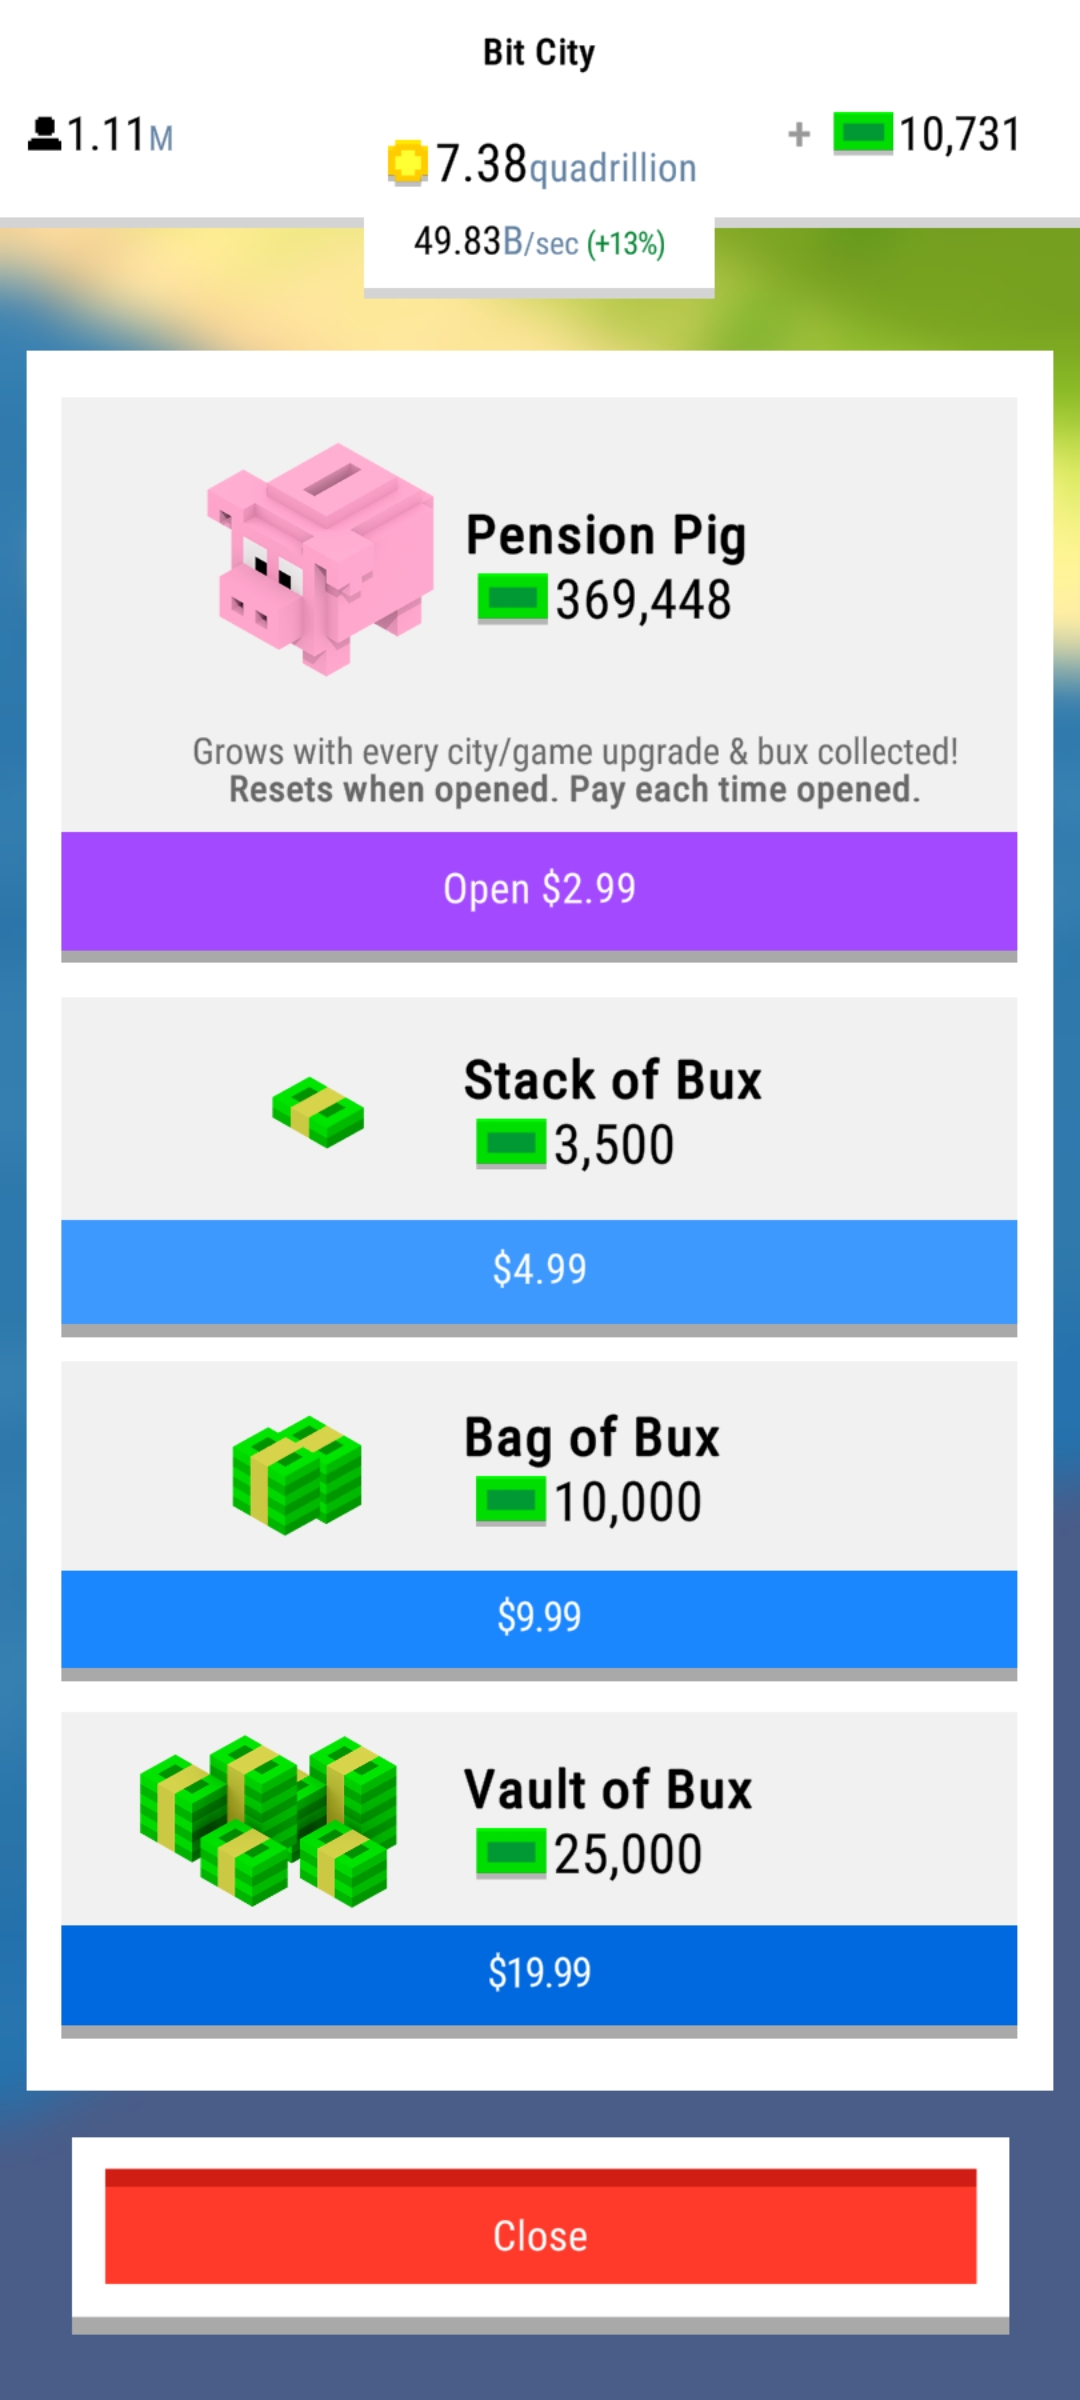 Bit City
1.11M
7.38quadrillion
+ 10,731
49.83B/sec (+13%)
Pension Pig
369,448
Grows with every city/game upgrade & bux collected!
Resets when opened. Pay each time opened.
Open $2.99
Stack of Bux
3,500
$4.99
Bag of Bux
10,000
$9.99
Vault of Bux
25,000
$19.99
Close